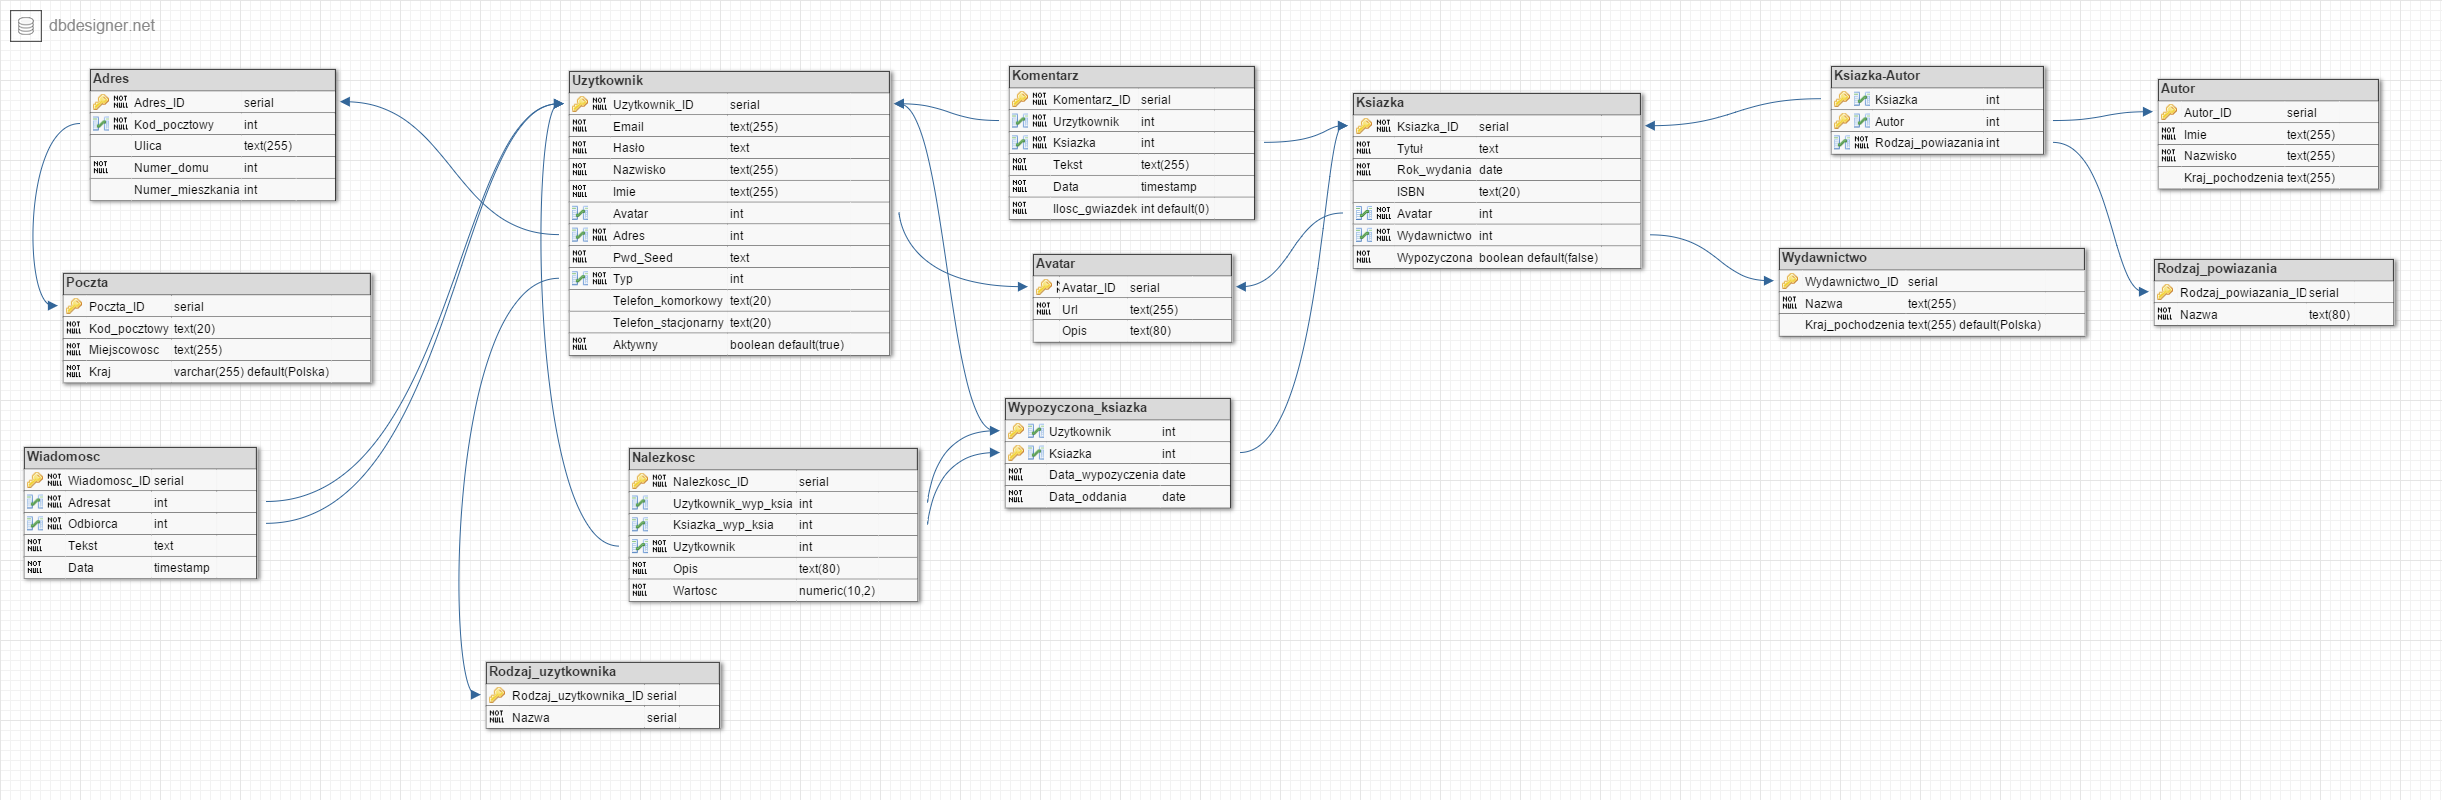 dbdesigner.net
Adres
NOT NULL Adres_ID serial
NOT NULL Kod_pocztowy int
Ulica text(255)
NOT NULL Numer_domu int
Numer_mieszkania int
Poczta
Poczta_ID serial
NOT NULL Kod_pocztowy text(20)
NOT NULL Miejscowosc text(255)
NOT NULL Kraj varchar(255) default(Polska)
Wiadomosc
NOT NULL Wiadomosc_ID serial
NOT NULL Adresat int
NOT NULL Odbiorca int
NOT NULL Tekst text
NOT NULL Data timestamp
Uzytkownik
NOT NULL Uzytkownik_ID serial
NOT NULL Email text(255)
NOT NULL Hasło text
NOT NULL Nazwisko text(255)
NOT NULL Imie text(255)
Avatar int
NOT NULL Adres int
NOT NULL Pwd_Seed text
NOT NULL Typ int
Telefon_komorkowy text(20)
Telefon_stacjonarny text(20)
NOT NULL Aktywny boolean default(true)
Nalezkosc
NOT NULL Nalezkosc_ID serial
Uzytkownik_wyp_ksia int
Ksiazka_wyp_ksia int
NOT NULL Uzytkownik int
NOT NULL Opis text(80)
NOT NULL Wartosc numeric(10,2)
Rodzaj_uzytkownika
Rodzaj_uzytkownika_ID serial
NOT NULL Nazwa serial
Komentarz
NOT NULL Komentarz_ID serial
NOT NULL Urzytkownik int
NOT NULL Ksiazka int
NOT NULL Tekst text(255)
NOT NULL Data timestamp
NOT NULL Ilosc_gwiazdek int default(0)
Avatar
Avatar_ID serial
NOT NULL Url text(255)
Opis text(80)
Wypozyczona_ksiazka
Uzytkownik int
Ksiazka int
NOT NULL Data_wypozyczenia date
NOT NULL Data_oddania date
Ksiazka
NOT NULL Ksiazka_ID serial
NOT NULL Tytuł text
NOT NULL Rok_wydania date
ISBN text(20)
NOT NULL Avatar int
NOT NULL Wydawnictwo int
NOT NULL Wypozyczona boolean default(false)
Ksiazka-Autor
Ksiazka int
Autor int
NOT NULL Rodzaj_powiazania int
Wydawnictwo
Wydawnictwo_ID serial
NOT NULL Nazwa text(255)
Kraj_pochodzenia text(255) default(Polska)
Autor
Autor_ID serial
NOT NULL Imie text(255)
NOT NULL Nazwisko text(255)
Kraj_pochodzenia text(255)
Rodzaj_powiazania
Rodzaj_powiazania_ID serial
NOT NULL Nazwa text(80)